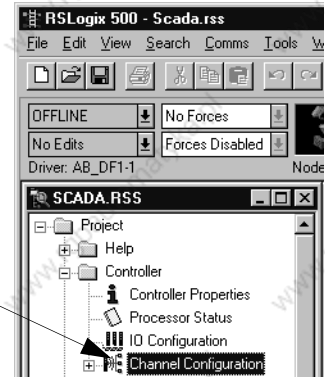 RSLogix 500 - Scada.rss
File Edit View Search Comms Tools
OFFLINE No Forces
No Edits Forces Disabled
Driver: AB_DF1-1 Node
SCADA.RSS
Project
Help
Controller
Controller Properties
Processor Status
IO Configuration
Channel Configuration